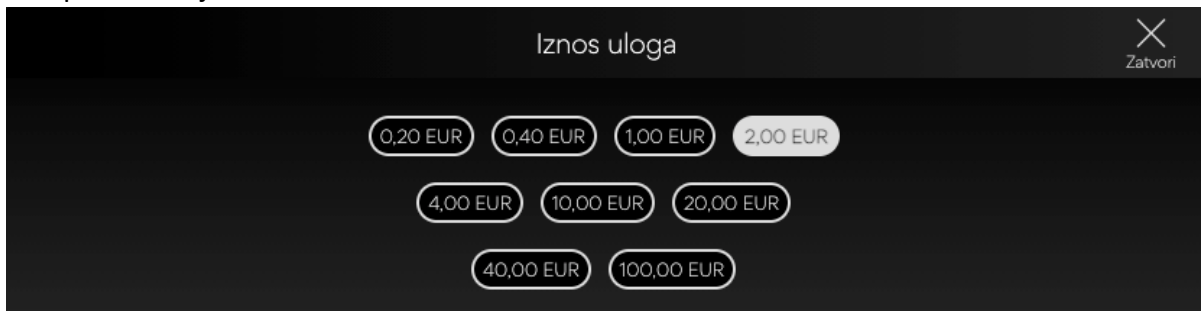 Iznos uloga
Zatvori
0,20 EUR 0,40 EUR 1,00 EUR 2,00 EUR
4,00 EUR 10,00 EUR 20,00 EUR
40,00 EUR 100,00 EUR